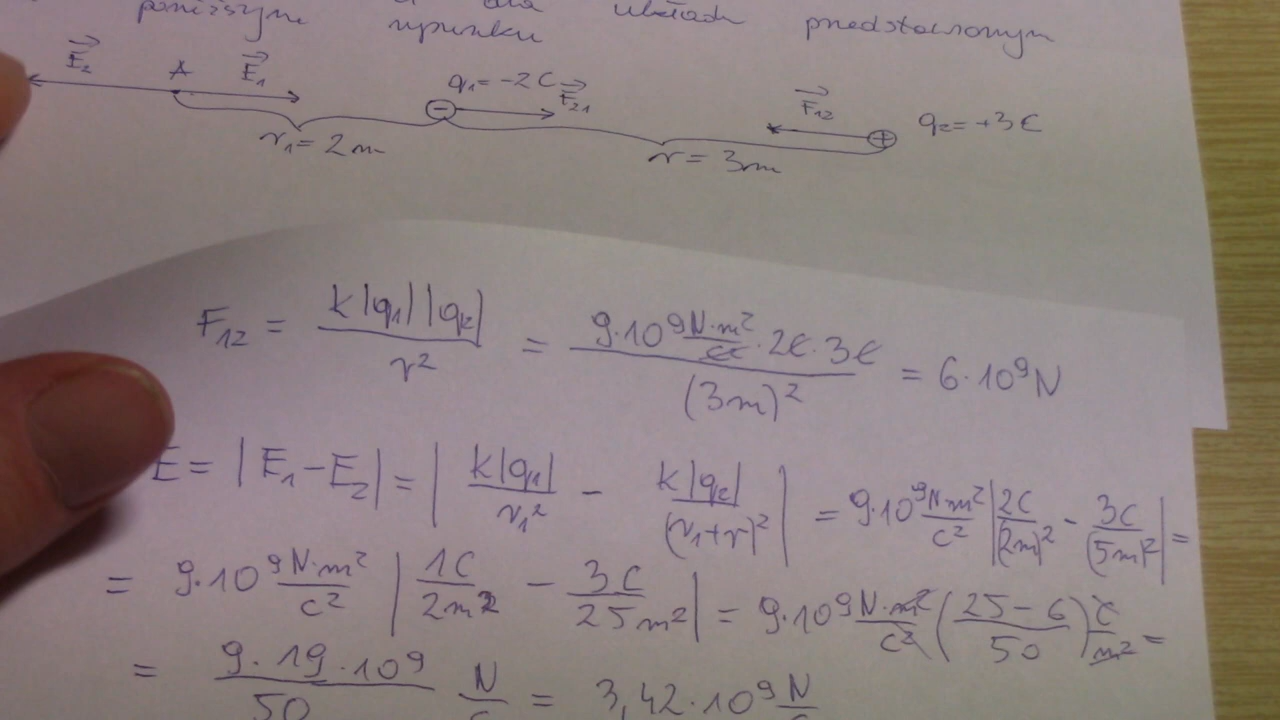 poniższym układu przedstawionym
rysunku
E₂ A E₁ q₁ = -2C F₂₁ F₁₂ q₂ = +3C
r₁ = 2m r = 3m
F₁₂ = k|q₁||q₂| / r² = 9·10⁹ N·m²/C² · 2C · 3C / (3m)² = 6·10⁹ N
E = |E₁ - E₂| = | k|q₁| / r₁² - k|q₂| / (r₁+r)² | = 9·10⁹ N·m²/C² | 2C/(2m)² - 3C/(5m)² | =
= 9·10⁹ N·m²/C² | 1C/2m² - 3C/25m² | = 9·10⁹ N·m²/C² ( (25-6)/50 ) C/m² =
= 9·19·10⁹ / 50 N/C = 3,42·10⁹ N/C